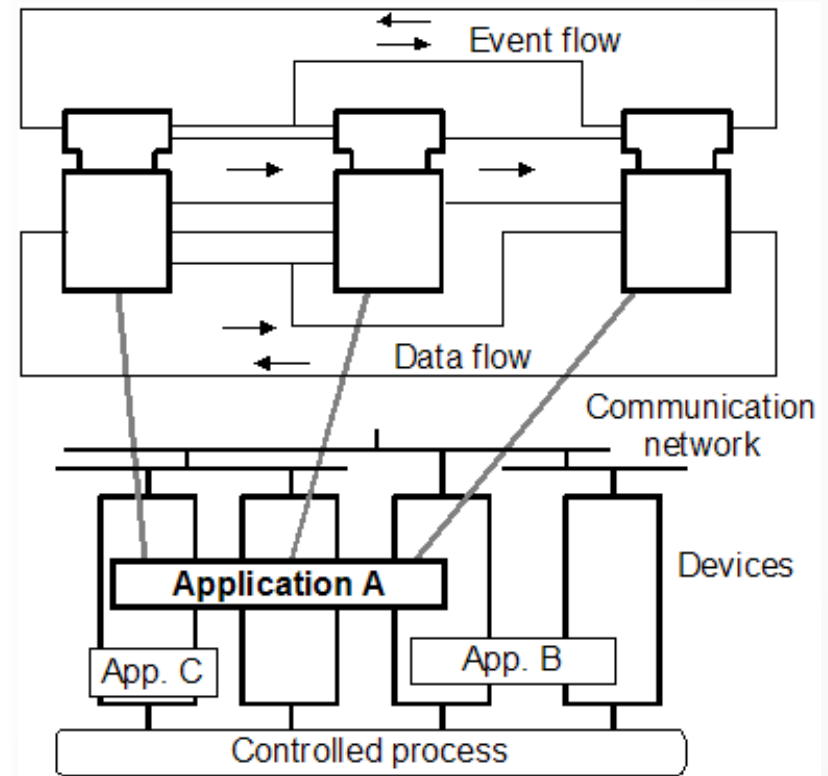 Event flow
Data flow
Communication
network
Devices
Application A
App. C
App. B
Controlled process